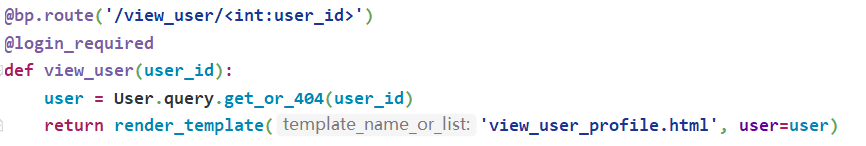 @bp.route('/view_user/<int:user_id>')
@login_required
def view_user(user_id):
    user = User.query.get_or_404(user_id)
    return render_template( template_name_or_list: 'view_user_profile.html', user=user)